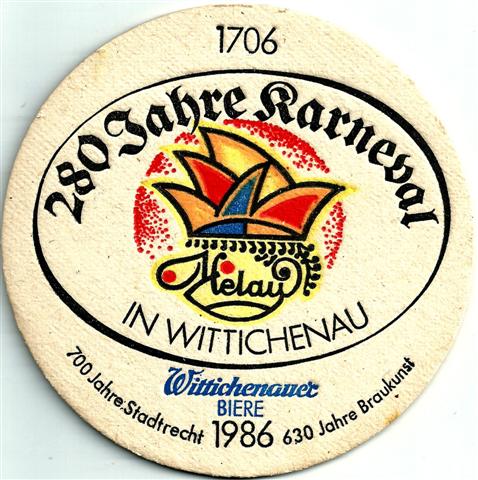 1706
280 Jahre Karneval
Helau
IN WITTICHENAU
Wittichenauer
BIERE
700 Jahre Stadtrecht 1986 630 Jahre Braukunst